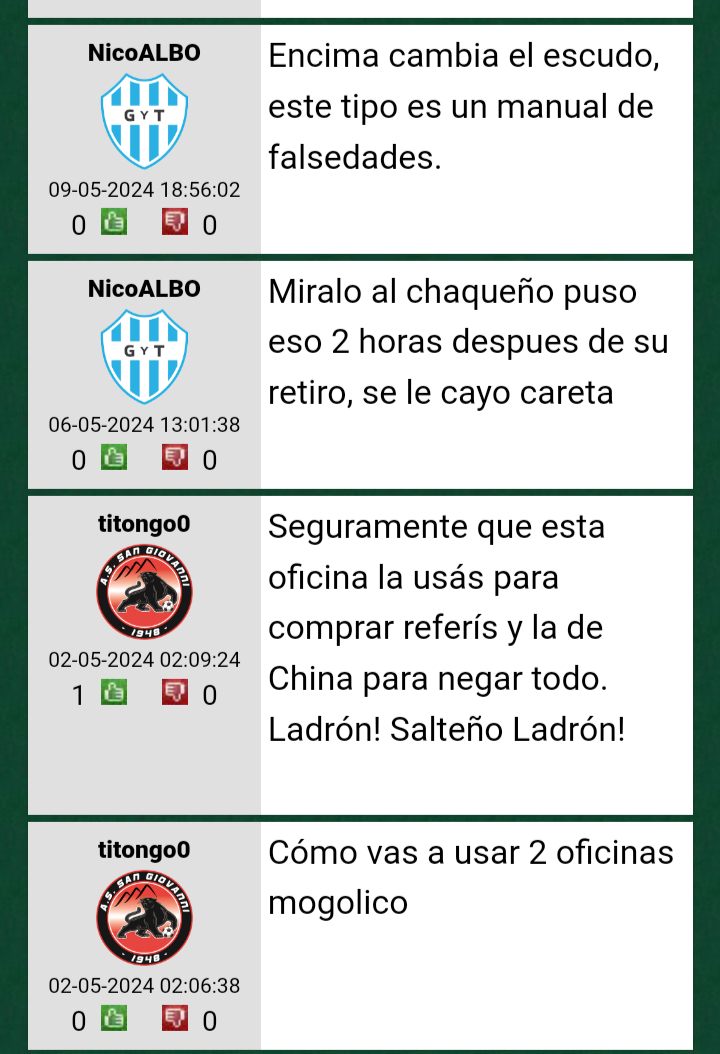 NicoALBO
G Y T
09-05-2024 18:56:02
0 0
Encima cambia el escudo,
este tipo es un manual de
falsedades.
NicoALBO
G Y T
06-05-2024 13:01:38
0 0
Miralo al chaqueño puso
eso 2 horas despues de su
retiro, se le cayo careta
titongo0
A.S. SAN GIOVANNI
- 1948 -
02-05-2024 02:09:24
1 0
Seguramente que esta
oficina la usás para
comprar referís y la de
China para negar todo.
Ladrón! Salteño Ladrón!
titongo0
A.S. SAN GIOVANNI
- 1948 -
02-05-2024 02:06:38
0 0
Cómo vas a usar 2 oficinas
mogolico